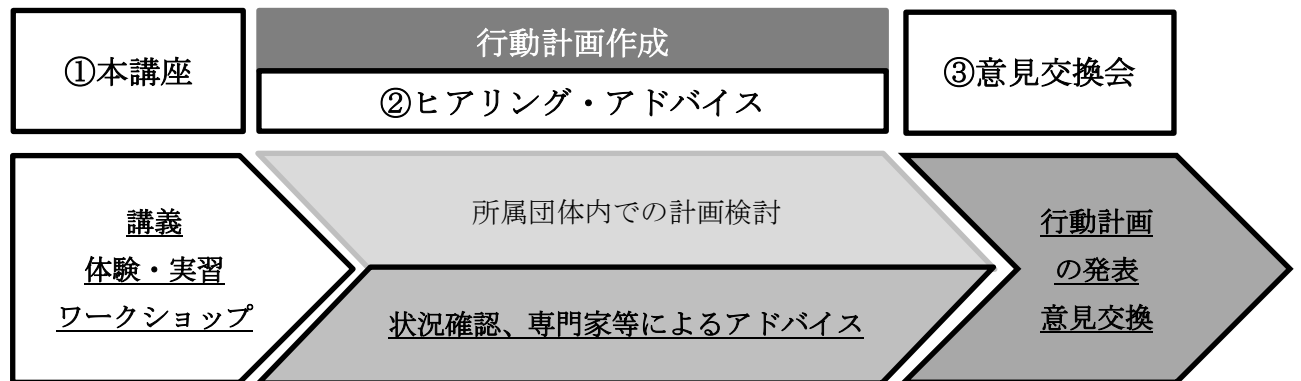 ①本講座
行動計画作成
②ヒアリング・アドバイス
③意見交換会
講義
体験・実習
ワークショップ
所属団体内での計画検討
状況確認、専門家等によるアドバイス
行動計画
の発表
意見交換